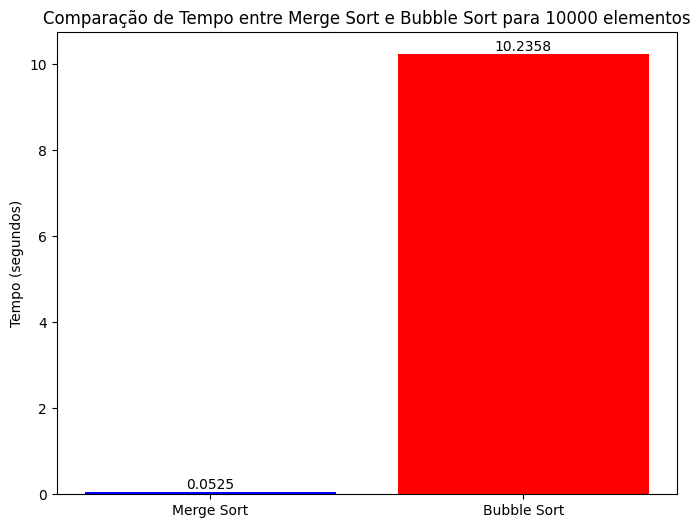 Comparação de Tempo entre Merge Sort e Bubble Sort para 10000 elementos
10.2358
10
8
6
4
2
0
Tempo (segundos)
0.0525
Merge Sort
Bubble Sort